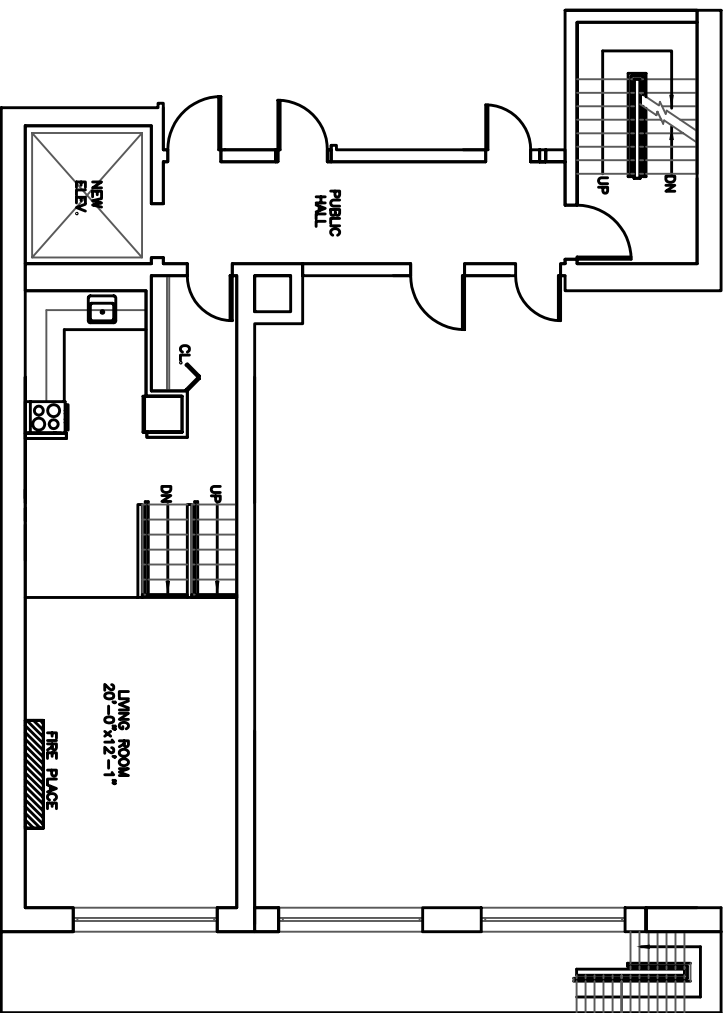 DN
UP
PUBLIC
HALL
NEW
ELEV.
CL.
UP
DN
LIVING ROOM
20'-0"x12'-1"
FIRE PLACE